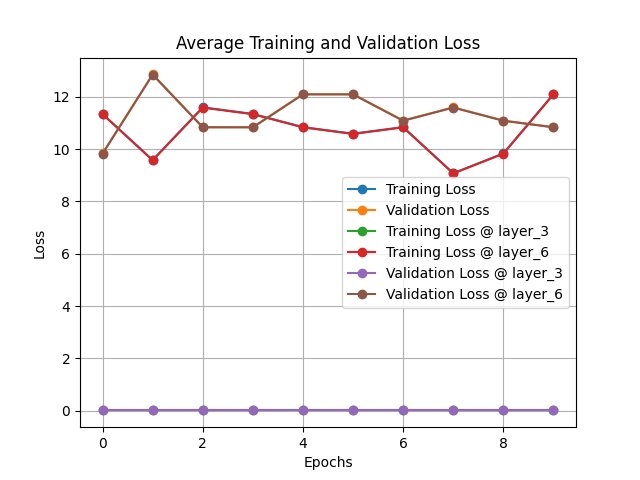 Average Training and Validation Loss
12
10
8
6
4
2
0
Loss
Training Loss
Validation Loss
Training Loss @ layer_3
Training Loss @ layer_6
Validation Loss @ layer_3
Validation Loss @ layer_6
0 2 4 6 8
Epochs